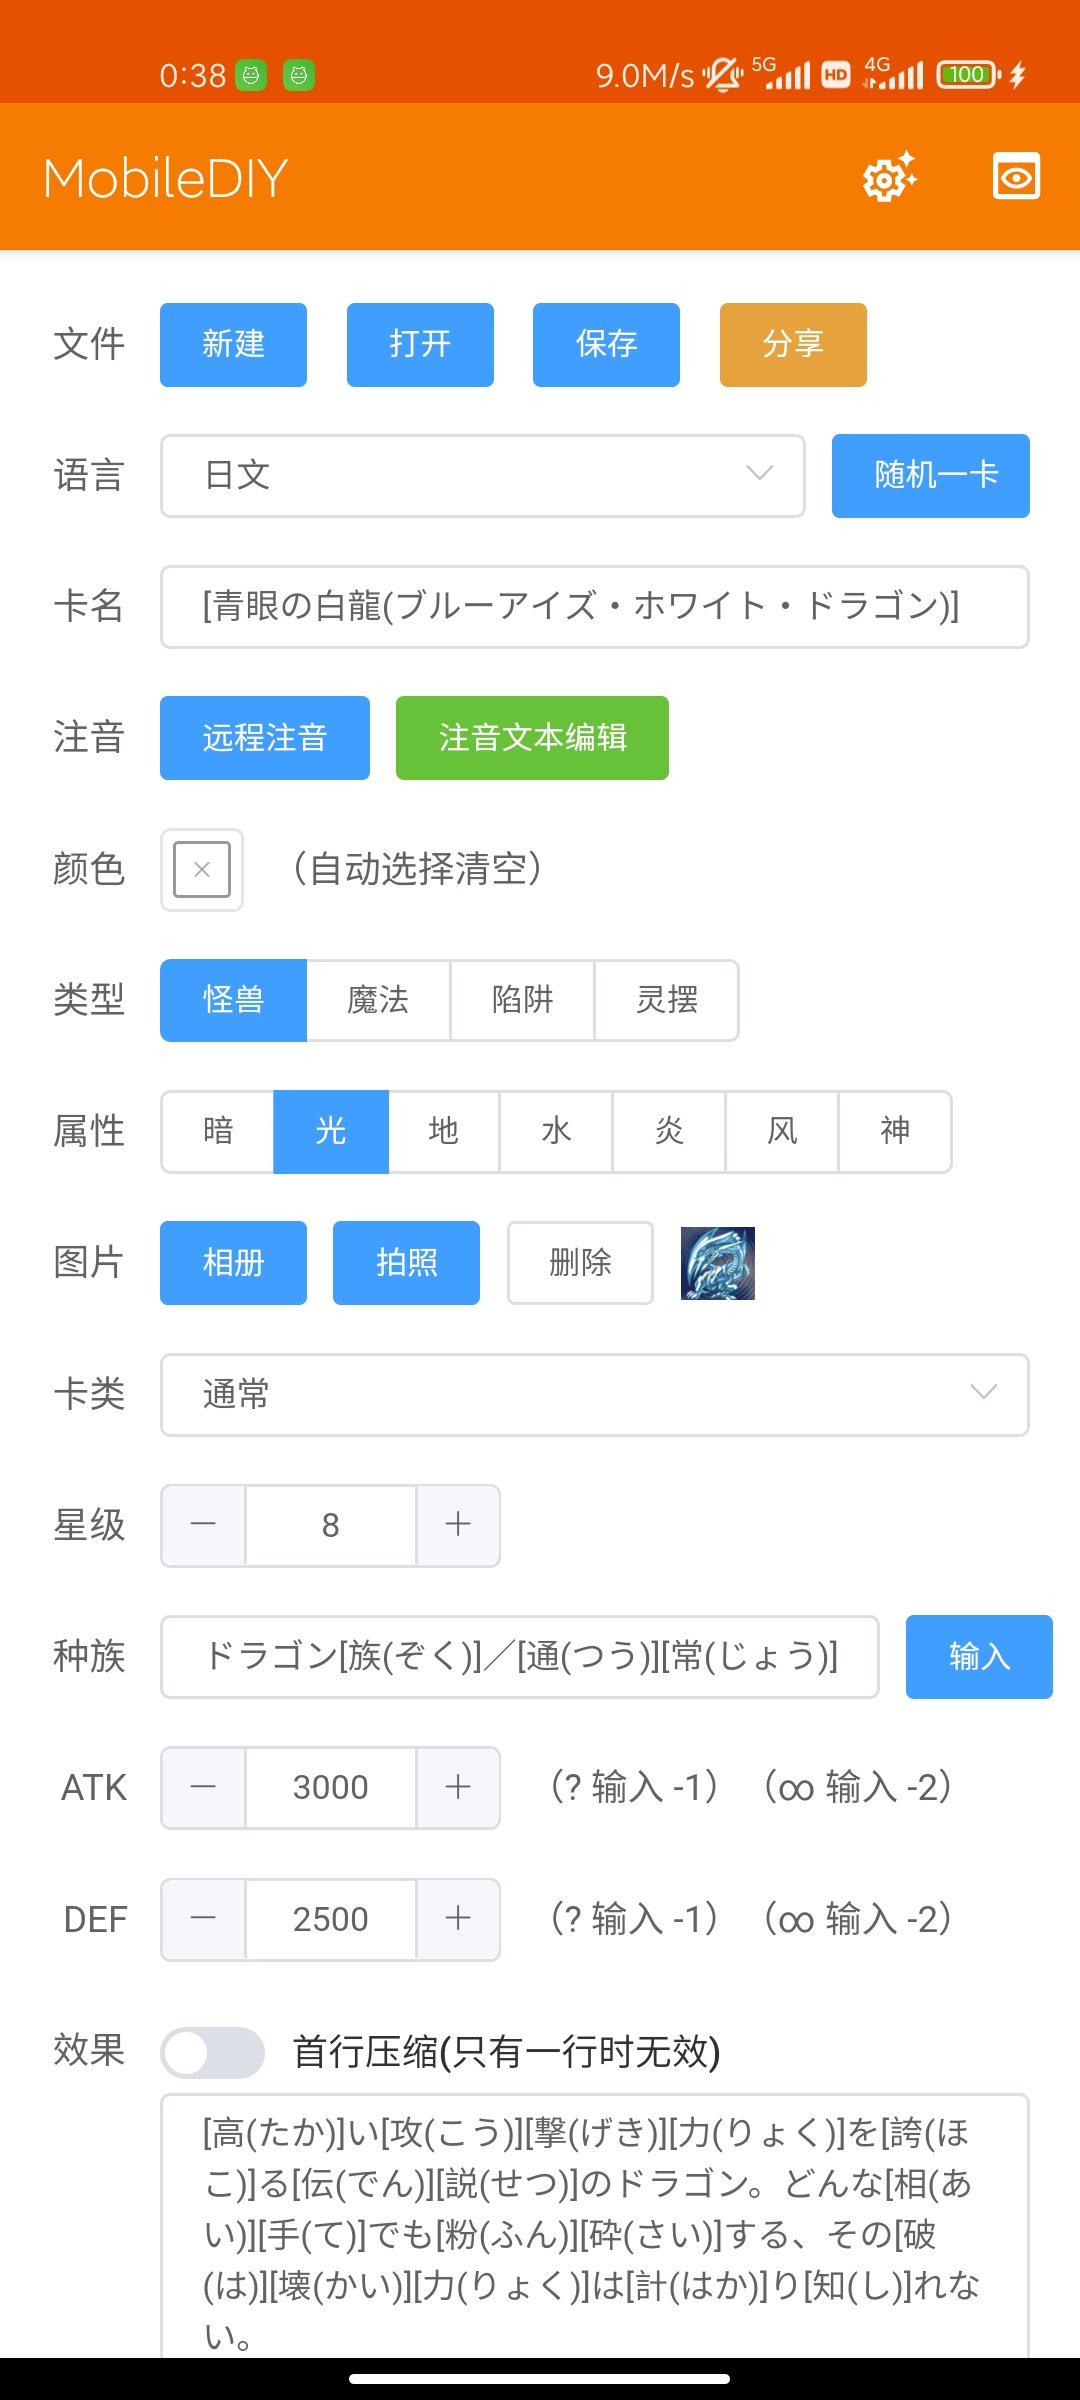 0:38 9.0M/s 5G HD 4G 100
MobileDIY
文件 新建 打开 保存 分享
语言 日文 随机一卡
卡名 [青眼の白龍(ブルーアイズ・ホワイト・ドラゴン)]
注音 远程注音 注音文本编辑
颜色 （自动选择清空）
类型 怪兽 魔法 陷阱 灵摆
属性 暗 光 地 水 炎 风 神
图片 相册 拍照 删除
卡类 通常
星级 8
种族 ドラゴン[族(ぞく)]／[通(つう)][常(じょう)] 输入
ATK 3000 （? 输入 -1）（∞ 输入 -2）
DEF 2500 （? 输入 -1）（∞ 输入 -2）
效果 首行压缩(只有一行时无效)
[高(たか)]い[攻(こう)][撃(げき)][力(りょく)]を[誇(ほ
こ)]る[伝(でん)][説(せつ)]のドラゴン。どんな[相(あ
い)][手(て)]でも[粉(ふん)][砕(さい)]する、その[破
(は)][壊(かい)][力(りょく)]は[計(はか)]り[知(し)]れな
い。